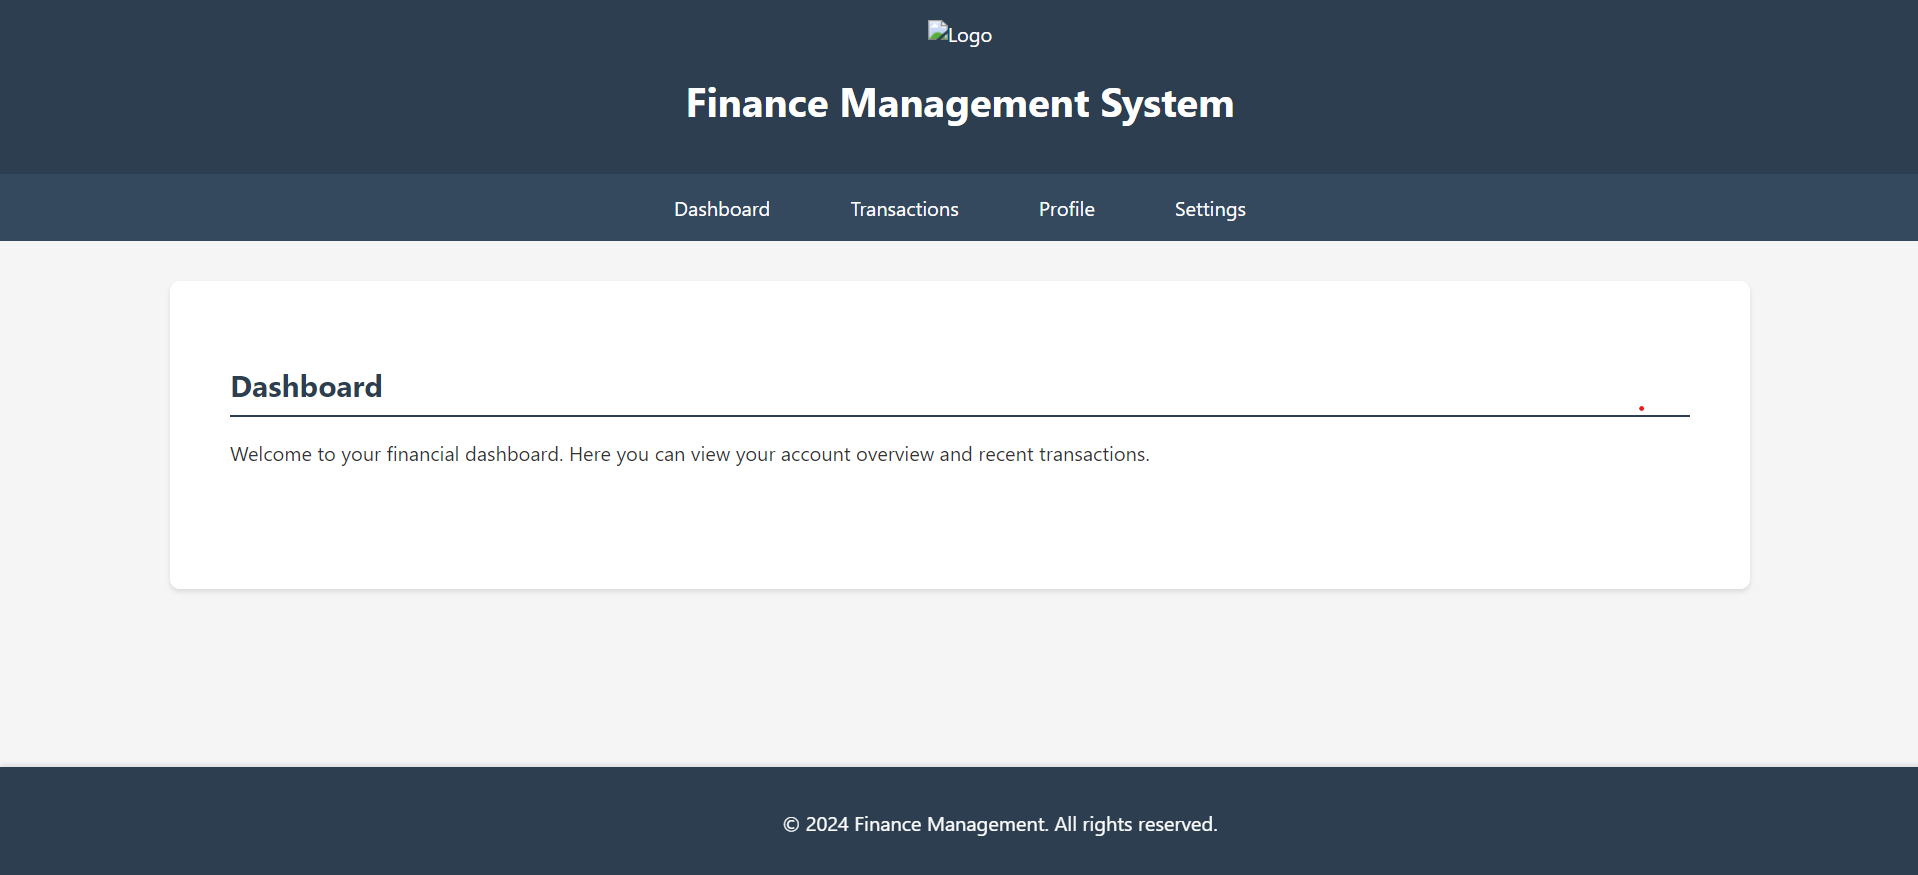 Logo
Finance Management System
Dashboard Transactions Profile Settings
Dashboard
Welcome to your financial dashboard. Here you can view your account overview and recent transactions.
© 2024 Finance Management. All rights reserved.